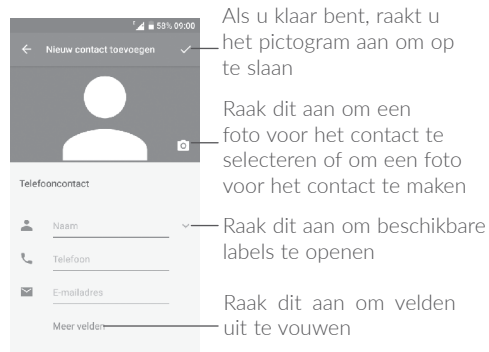 58% 09:00
Nieuw contact toevoegen
Als u klaar bent, raakt u
het pictogram aan om op
te slaan
Raak dit aan om een
foto voor het contact te
selecteren of om een foto
voor het contact te maken
Telefooncontact
Naam
Raak dit aan om beschikbare
labels te openen
Telefoon
E-mailadres
Meer velden
Raak dit aan om velden
uit te vouwen